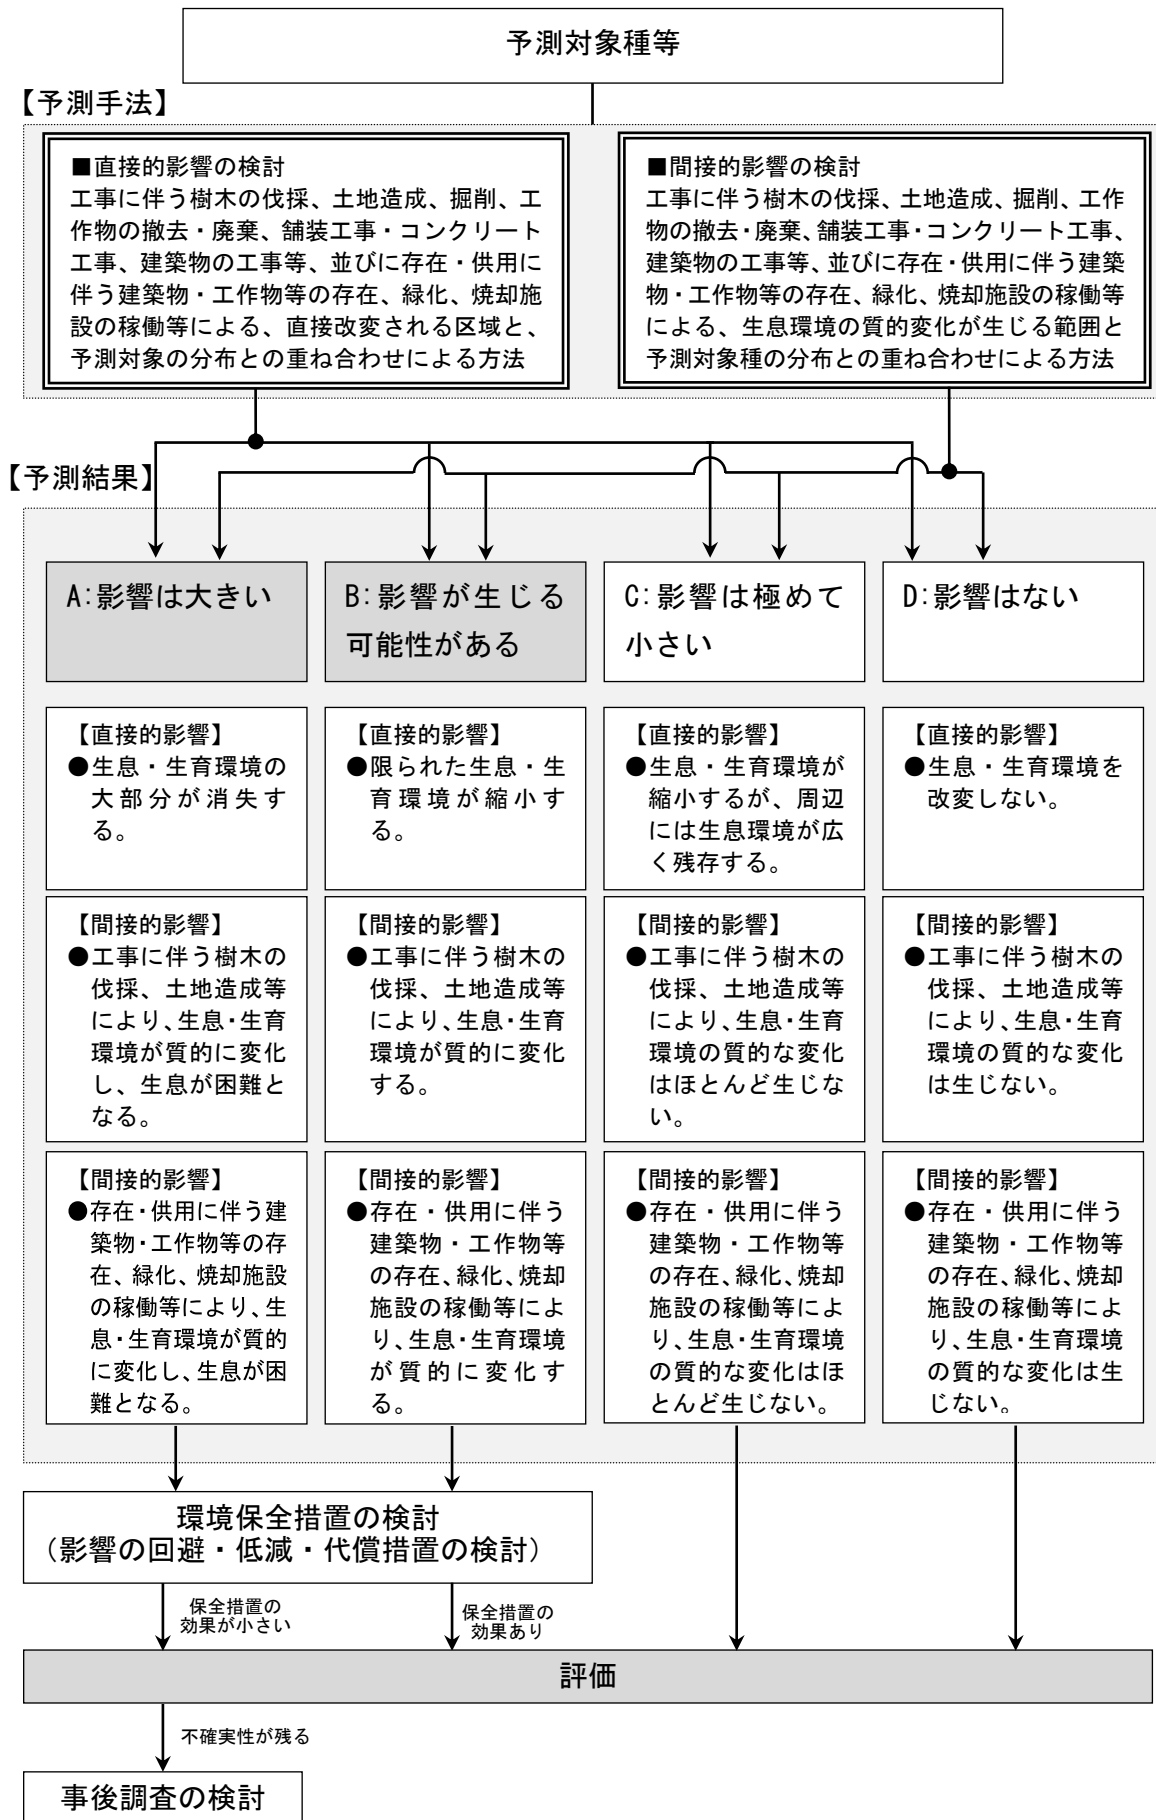 予測対象種等
【予測手法】
■直接的影響の検討
工事に伴う樹木の伐採、土地造成、掘削、工
作物の撤去・廃棄、舗装工事・コンクリート
工事、建築物の工事等、並びに存在・供用に
伴う建築物・工作物等の存在、緑化、焼却施
設の稼働等による、直接改変される区域と、
予測対象の分布との重ね合わせによる方法
■間接的影響の検討
工事に伴う樹木の伐採、土地造成、掘削、工作
物の撤去・廃棄、舗装工事・コンクリート工事、
建築物の工事等、並びに存在・供用に伴う建築
物・工作物等の存在、緑化、焼却施設の稼働等
による、生息環境の質的変化が生じる範囲と
予測対象種の分布との重ね合わせによる方法
【予測結果】
A:影響は大きい
B:影響が生じる
可能性がある
C:影響は極めて
小さい
D:影響はない
【直接的影響】
●生息・生育環境の
大部分が消失す
る。
【直接的影響】
●限られた生息・生
育環境が縮小す
る。
【直接的影響】
●生息・生育環境が
縮小するが、周辺
には生息環境が広
く残存する。
【直接的影響】
●生息・生育環境を
改変しない。
【間接的影響】
●工事に伴う樹木の
伐採、土地造成等
により、生息・生育
環境が質的に変化
し、生息が困難と
なる。
【間接的影響】
●工事に伴う樹木の
伐採、土地造成等
により、生息・生育
環境が質的に変化
する。
【間接的影響】
●工事に伴う樹木の
伐採、土地造成等
により、生息・生育
環境の質的な変化
はほとんど生じな
い。
【間接的影響】
●工事に伴う樹木の
伐採、土地造成等
により、生息・生育
環境の質的な変化
は生じない。
【間接的影響】
●存在・供用に伴う建
築物・工作物等の存
在、緑化、焼却施設
の稼働等により、生
息・生育環境が質的
に変化し、生息が困
難となる。
【間接的影響】
●存在・供用に伴う
建築物・工作物等
の存在、緑化、焼却
施設の稼働等によ
り、生息・生育環境
が質的に変化す
る。
【間接的影響】
●存在・供用に伴う
建築物・工作物等
の存在、緑化、焼却
施設の稼働等によ
り、生息・生育環境
の質的な変化はほ
とんど生じない。
【間接的影響】
●存在・供用に伴う
建築物・工作物等
の存在、緑化、焼却
施設の稼働等によ
り、生息・生育環境
の質的な変化は生
じない。
環境保全措置の検討
（影響の回避・低減・代償措置の検討）
保全措置の
効果が小さい
保全措置の
効果あり
評価
不確実性が残る
事後調査の検討